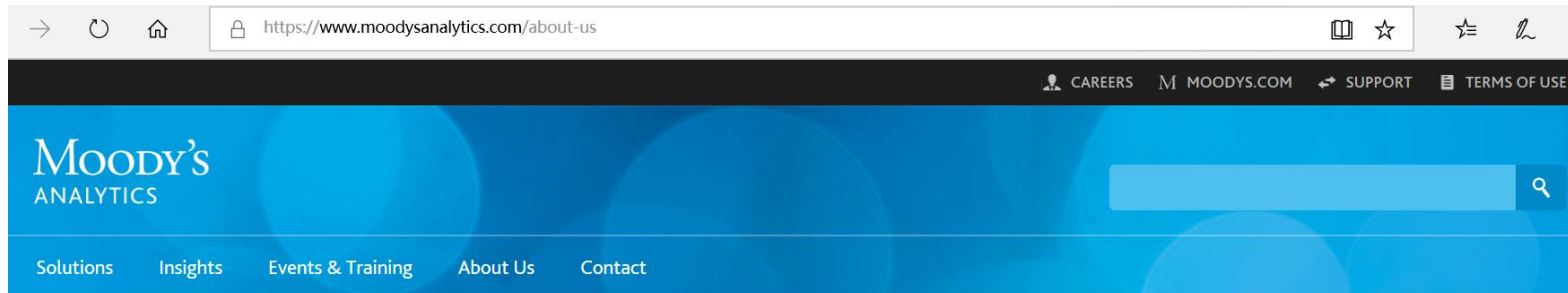 https://www.moodysanalytics.com/about-us
CAREERS M MOODYS.COM SUPPORT TERMS OF USE
MOODY'S
ANALYTICS
Solutions Insights Events & Training About Us Contact